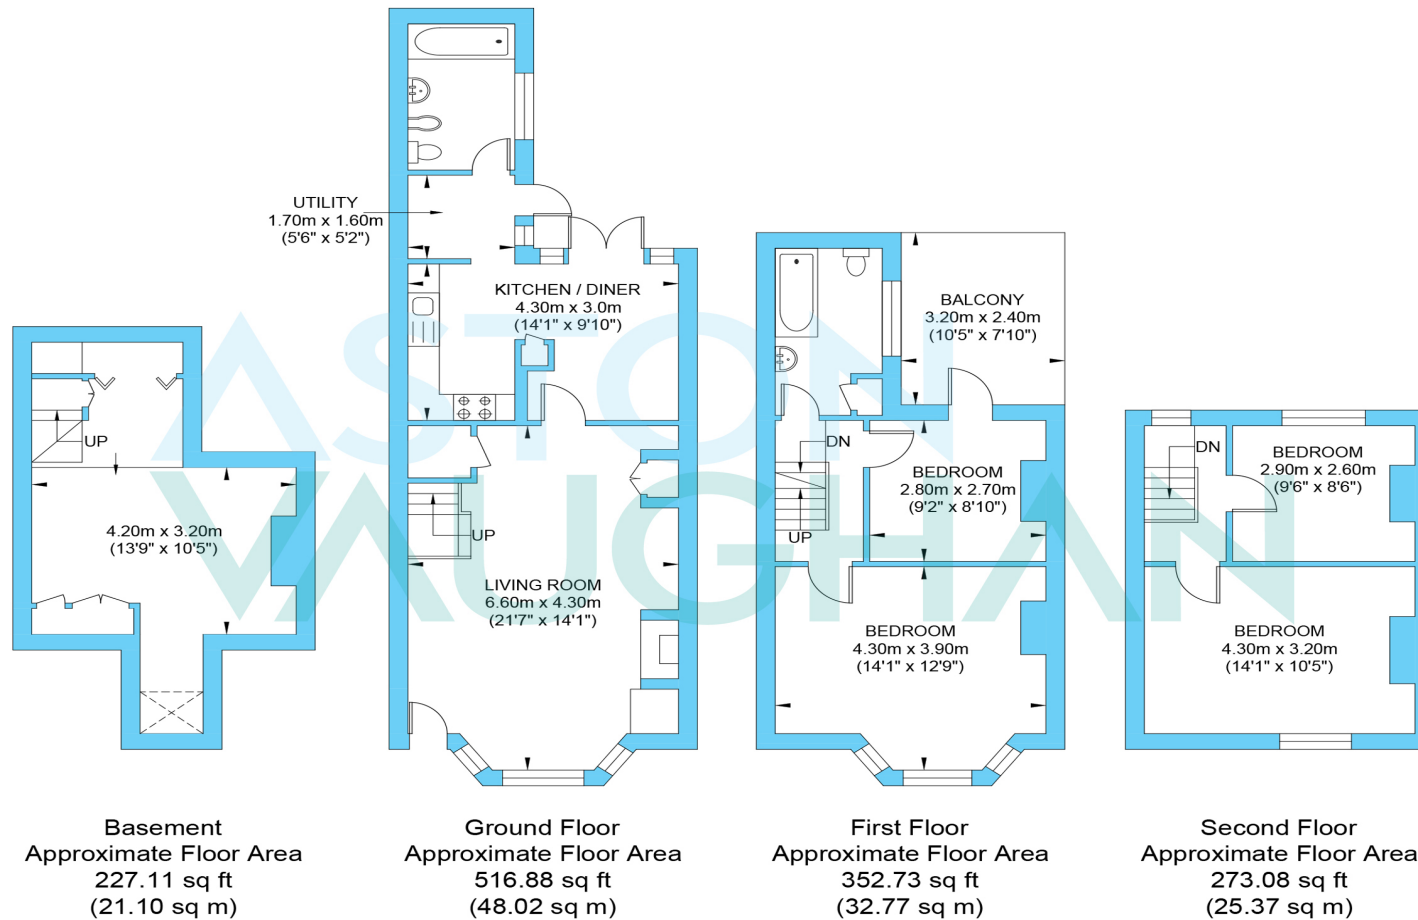 UTILITY
1.70m x 1.60m
(5'6" x 5'2")
KITCHEN / DINER
4.30m x 3.0m
(14'1" x 9'10")
BALCONY
3.20m x 2.40m
(10'5" x 7'10")
ASTON
VAUGHAN
UP
4.20m x 3.20m
(13'9" x 10'5")
UP
LIVING ROOM
6.60m x 4.30m
(21'7" x 14'1")
DN
BEDROOM
2.80m x 2.70m
(9'2" x 8'10")
UP
BEDROOM
4.30m x 3.90m
(14'1" x 12'9")
DN
BEDROOM
2.90m x 2.60m
(9'6" x 8'6")
BEDROOM
4.30m x 3.20m
(14'1" x 10'5")
Basement
Approximate Floor Area
227.11 sq ft
(21.10 sq m)
Ground Floor
Approximate Floor Area
516.88 sq ft
(48.02 sq m)
First Floor
Approximate Floor Area
352.73 sq ft
(32.77 sq m)
Second Floor
Approximate Floor Area
273.08 sq ft
(25.37 sq m)